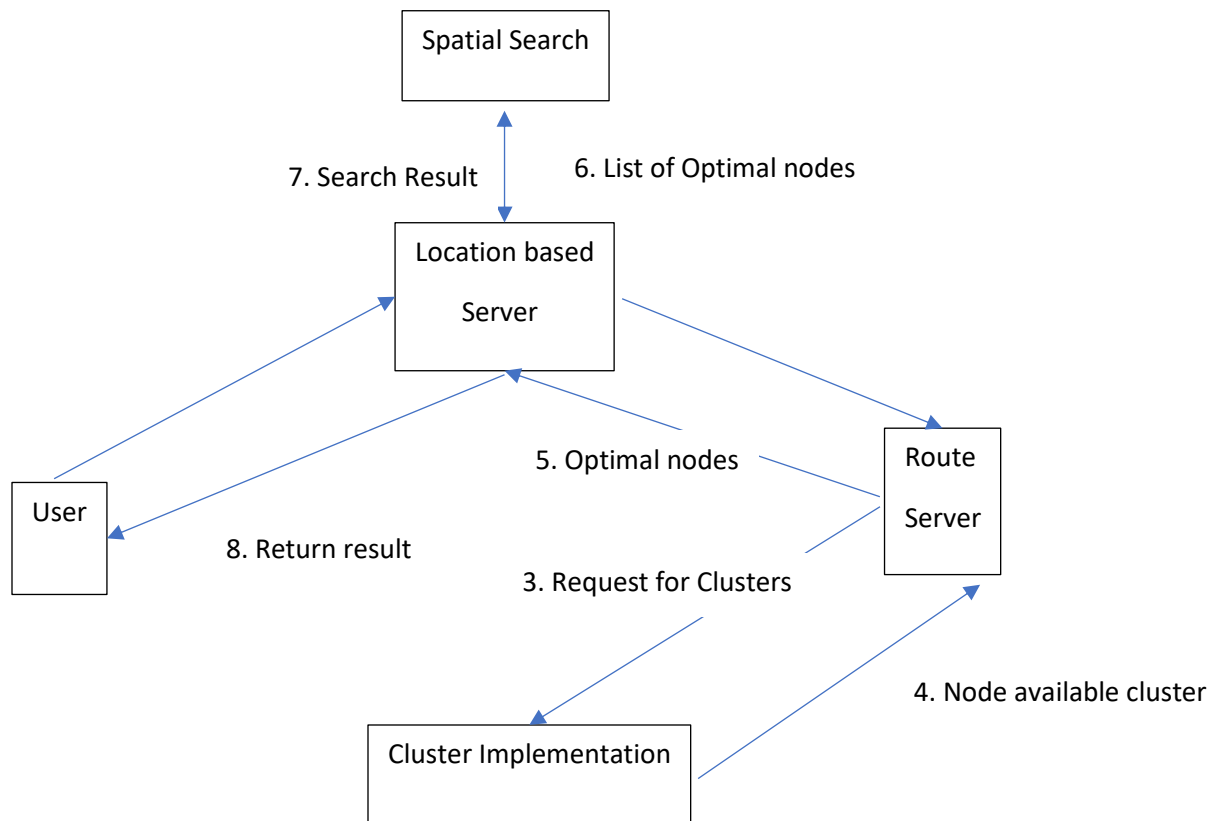 Spatial Search
7. Search Result
6. List of Optimal nodes
Location based
Server
5. Optimal nodes
Route
Server
User
8. Return result
3. Request for Clusters
4. Node available cluster
Cluster Implementation